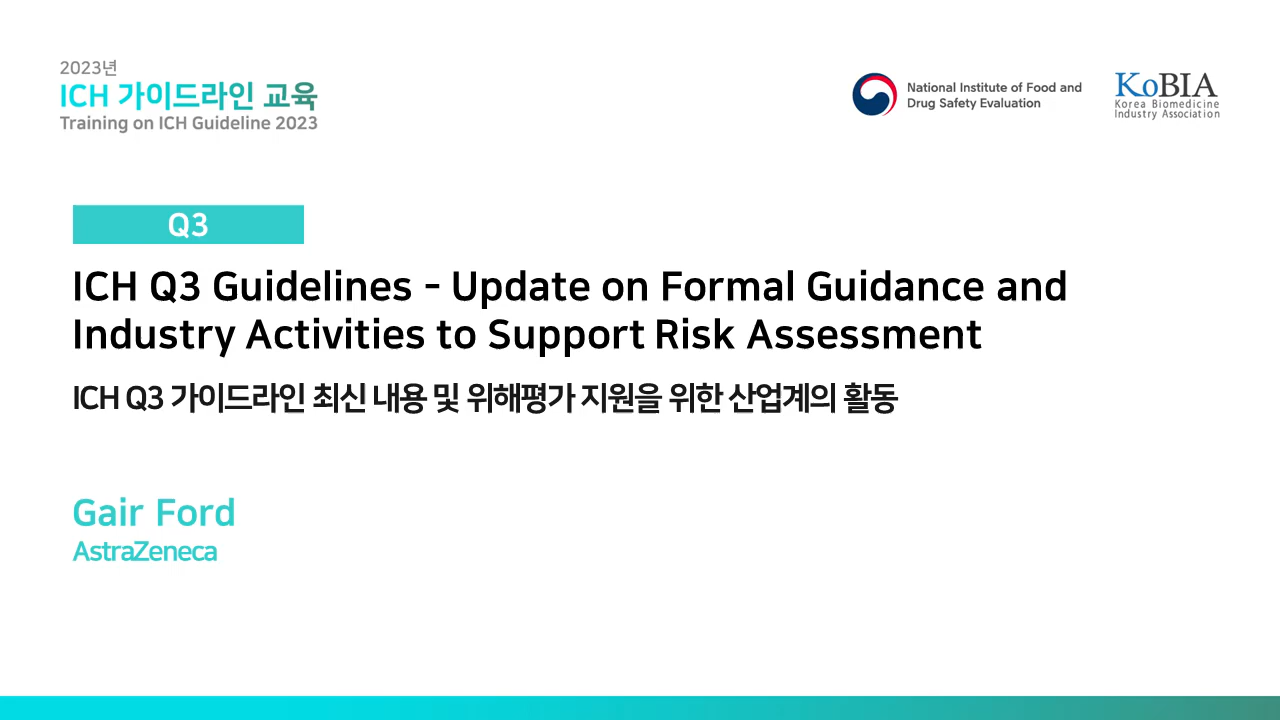 2023년
ICH 가이드라인 교육
Training on ICH Guideline 2023
National Institute of Food and
Drug Safety Evaluation
KoBIA
Korea Biomedicine
Industry Association
Q3
ICH Q3 Guidelines - Update on Formal Guidance and
Industry Activities to Support Risk Assessment
ICH Q3 가이드라인 최신 내용 및 위해평가 지원을 위한 산업계의 활동
Gair Ford
AstraZeneca